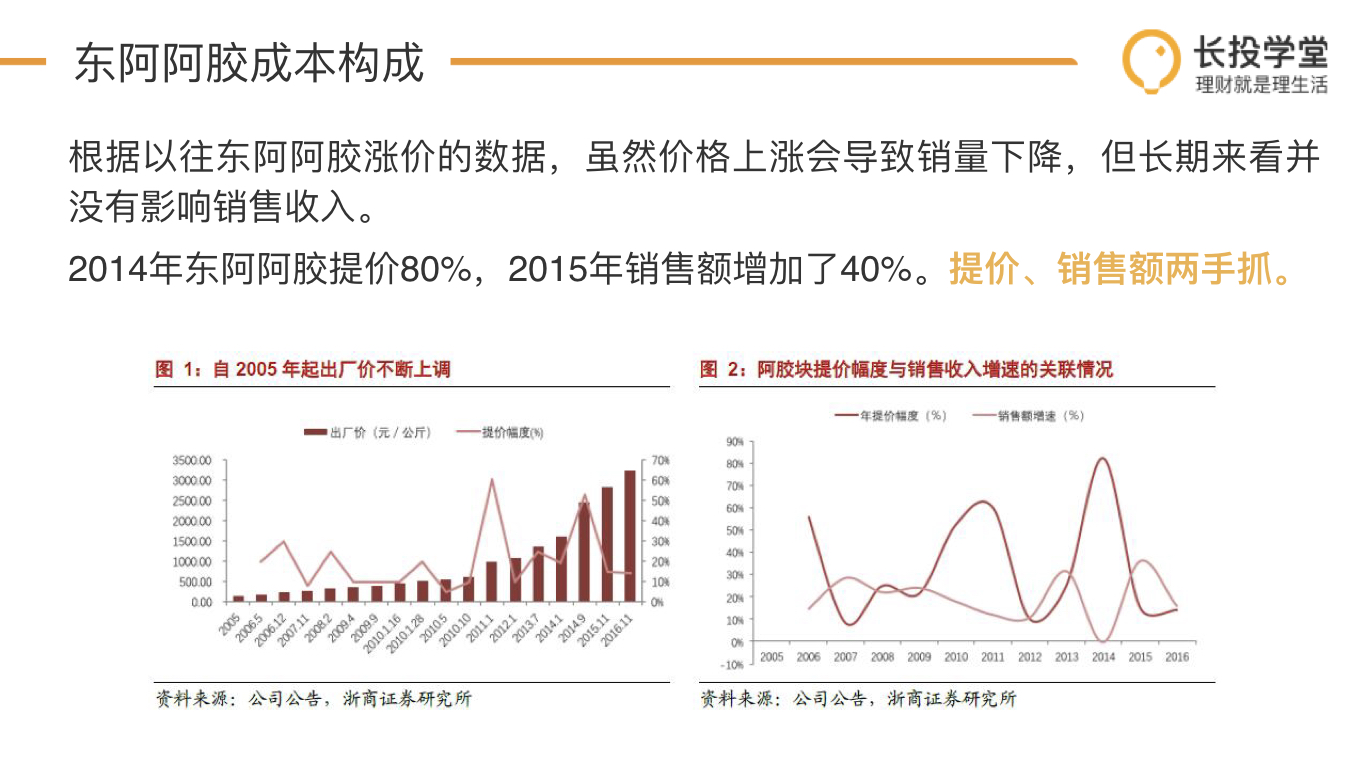 东阿阿胶成本构成
长投学堂
理财就是理生活
根据以往东阿阿胶涨价的数据，虽然价格上涨会导致销量下降，但长期来看并
没有影响销售收入。
2014年东阿阿胶提价80%，2015年销售额增加了40%。提价、销售额两手抓。
图 1：自 2005 年起出厂价不断上调
出厂价（元 / 公斤） 提价幅度(%)
3500.00
3000.00
2500.00
2000.00
1500.00
1000.00
500.00
0.00
70%
60%
50%
40%
30%
20%
10%
0%
2005 2006.5 2006.12 2007.11 2008.2 2009.4 2009.9 2010.1.16 2010.1.28 2010.5 2010.10 2011.1 2012.1 2013.7 2014.1 2014.9 2015.11 2016.11
资料来源：公司公告，浙商证券研究所
图 2：阿胶块提价幅度与销售收入增速的关联情况
年提价幅度（%） 销售额增速（%）
90%
80%
70%
60%
50%
40%
30%
20%
10%
0%
-10%
2005 2006 2007 2008 2009 2010 2011 2012 2013 2014 2015 2016
资料来源：公司公告，浙商证券研究所